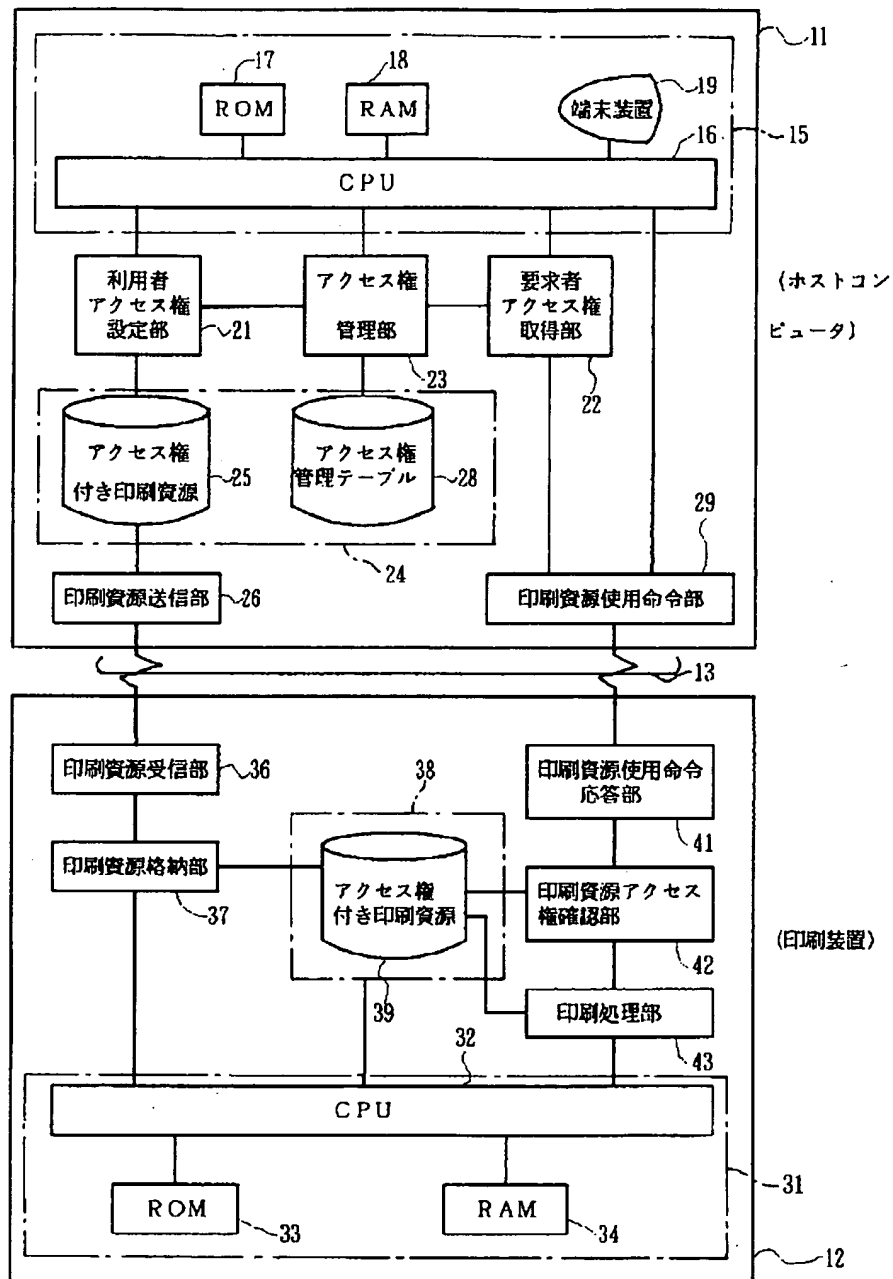 11
17
18
19
ROM
RAM
端末装置
16
15
CPU
利用者
アクセス権
設定部
21
アクセス権
管理部
23
要求者
アクセス権
取得部
22
(ホストコン
ピュータ)
アクセス権
付き印刷資源
25
アクセス権
管理テーブル
28
24
29
印刷資源送信部
26
印刷資源使用命令部
13
印刷資源受信部
36
38
印刷資源使用命令
応答部
41
印刷資源格納部
37
アクセス権
付き印刷資源
39
印刷資源アクセス
権確認部
42
(印刷装置)
印刷処理部
43
32
CPU
31
ROM
33
RAM
34
12